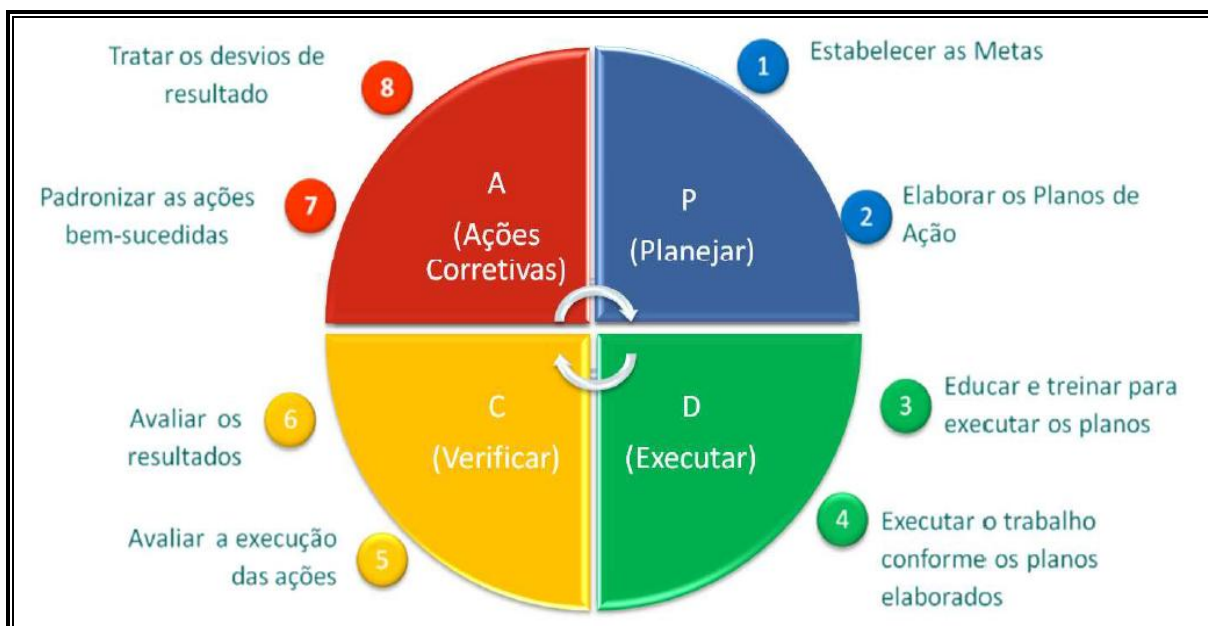 1
Estabelecer as Metas
2
Elaborar os Planos de
Ação
P
(Planejar)
3
Educar e treinar para
executar os planos
4
Executar o trabalho
conforme os planos
elaborados
D
(Executar)
5
Avaliar a execução
das ações
6
Avaliar os
resultados
C
(Verificar)
7
Padronizar as ações
bem-sucedidas
8
Tratar os desvios de
resultado
A
(Ações
Corretivas)